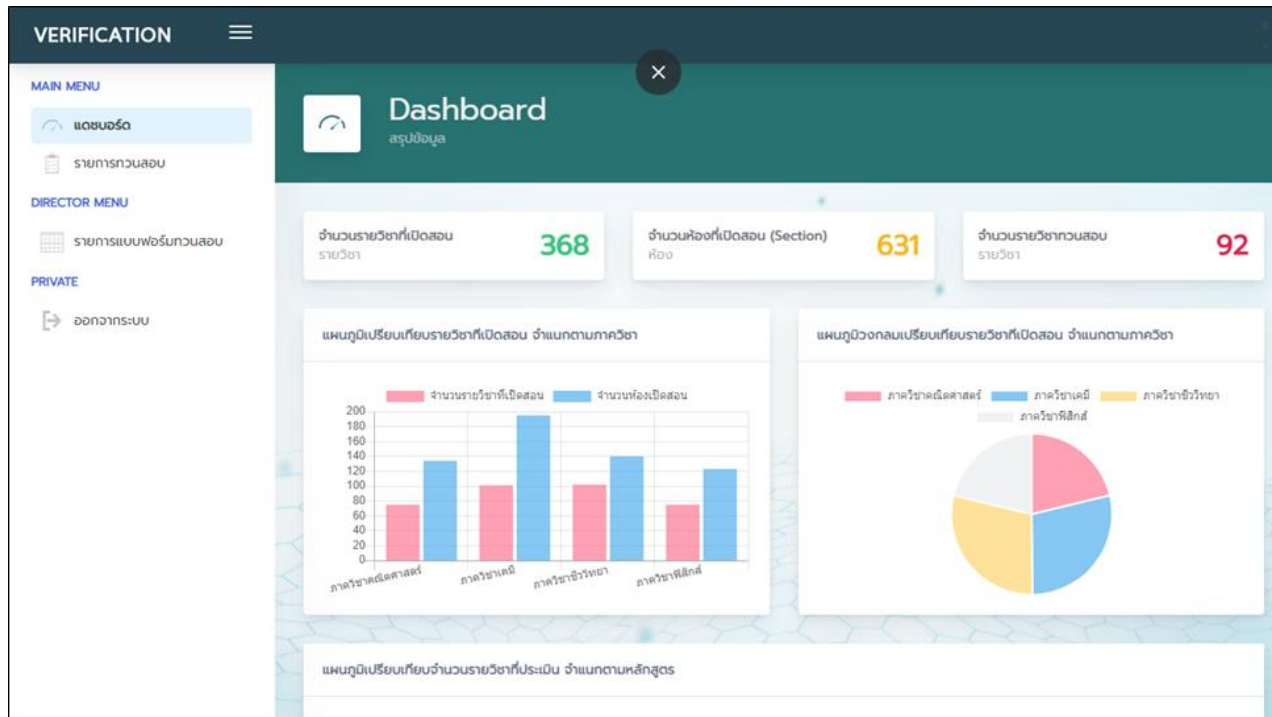 VERIFICATION
MAIN MENU
แดชบอร์ด
รายการทวนสอบ
DIRECTOR MENU
รายการแบบฟอร์มทวนสอบ
PRIVATE
ออกจากระบบ
Dashboard
สรุปข้อมูล
จำนวนรายวิชาที่เปิดสอน
รายวิชา
368
จำนวนห้องที่เปิดสอน (Section)
ห้อง
631
จำนวนรายวิชาทวนสอบ
รายวิชา
92
แผนภูมิเปรียบเทียบรายวิชาที่เปิดสอน จำแนกตามภาควิชา
จำนวนรายวิชาที่เปิดสอน จำนวนห้องเปิดสอน
200
180
160
140
120
100
80
60
40
20
0
ภาควิชาคณิตศาสตร์ ภาควิชาเคมี ภาควิชาชีววิทยา ภาควิชาฟิสิกส์
แผนภูมิวงกลมเปรียบเทียบรายวิชาที่เปิดสอน จำแนกตามภาควิชา
ภาควิชาคณิตศาสตร์ ภาควิชาเคมี ภาควิชาชีววิทยา
ภาควิชาฟิสิกส์
แผนภูมิเปรียบเทียบจำนวนรายวิชาที่ประเมิน จำแนกตามหลักสูตร